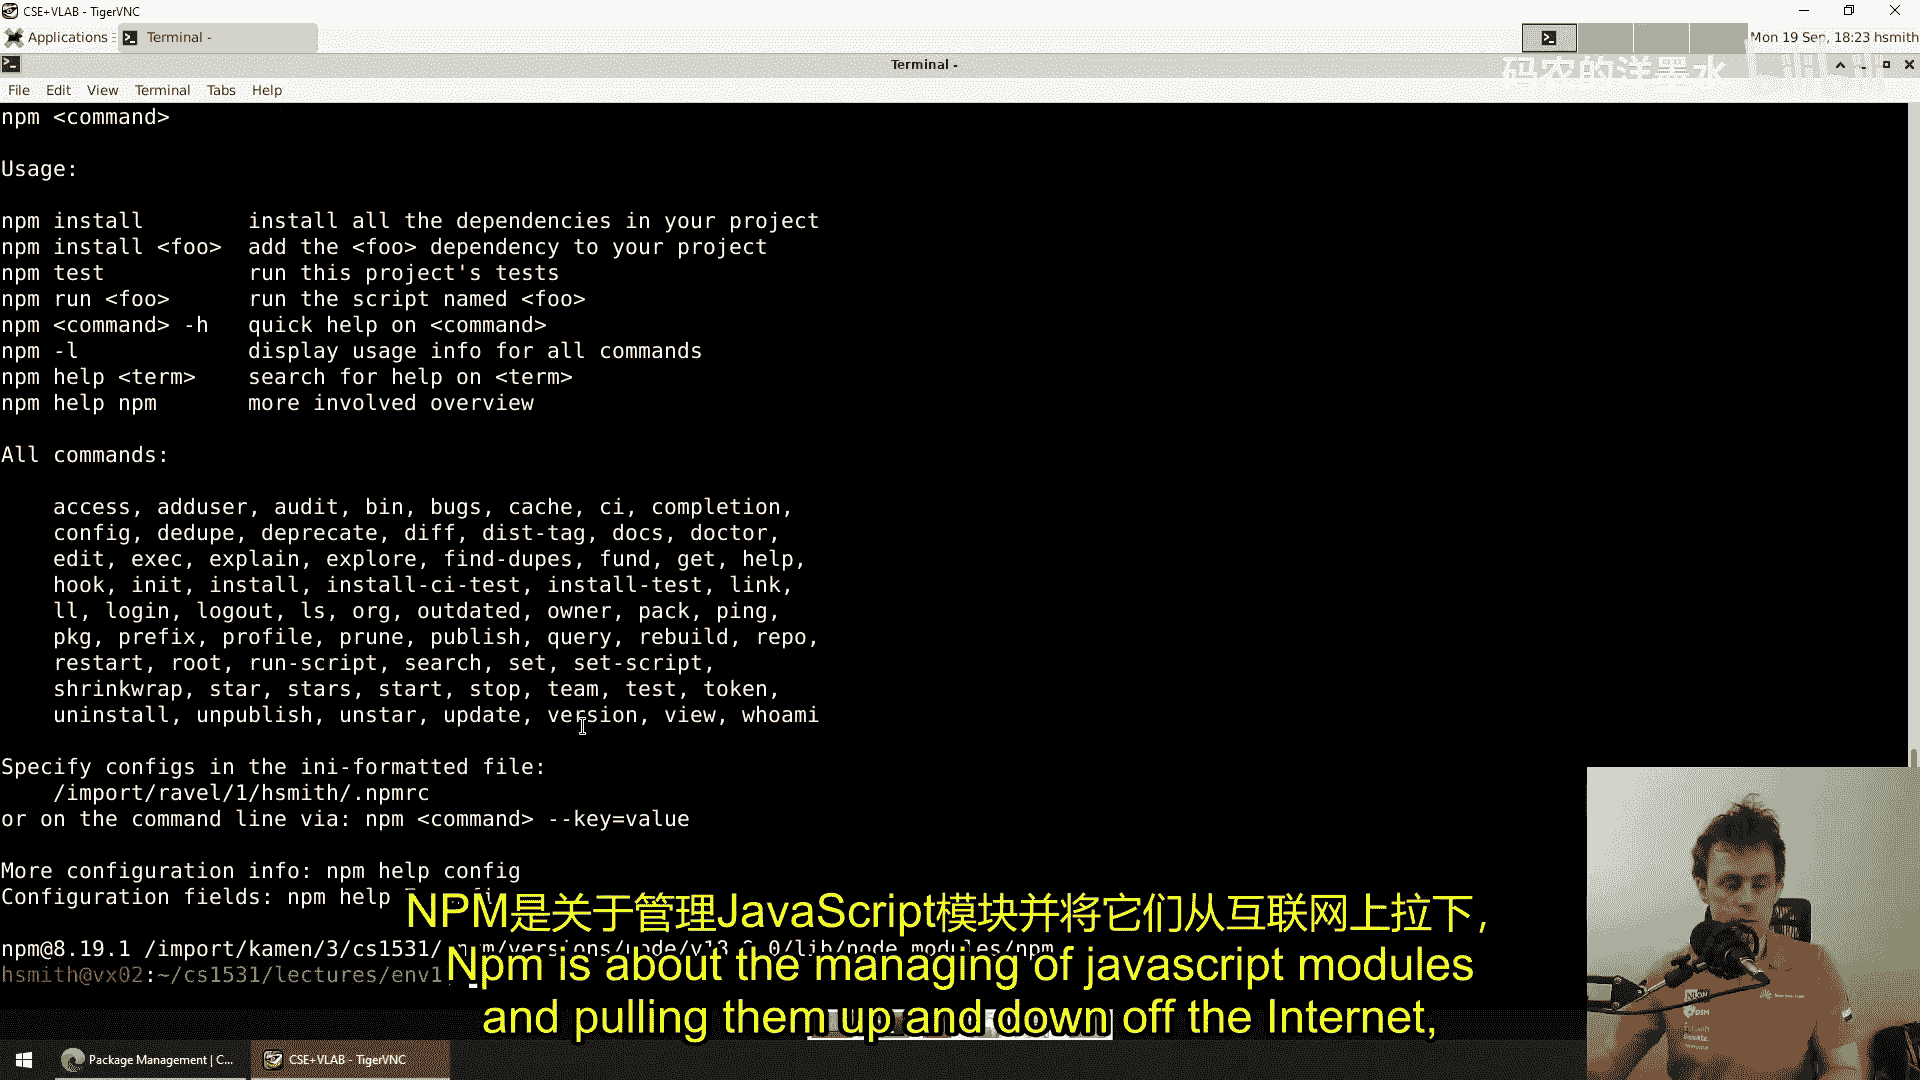 CSE+VLAB - TigerVNC
Applications
Terminal -
Mon 19 Sep, 18:23 hsmith
Terminal -
码农的洋墨水 bilibili
File Edit View Terminal Tabs Help
npm <command>
Usage:
npm install install all the dependencies in your project
npm install <foo> add the <foo> dependency to your project
npm test run this project's tests
npm run <foo> run the script named <foo>
npm <command> -h quick help on <command>
npm -l display usage info for all commands
npm help <term> search for help on <term>
npm help npm more involved overview
All commands:
access, adduser, audit, bin, bugs, cache, ci, completion,
config, dedupe, deprecate, diff, dist-tag, docs, doctor,
edit, exec, explain, explore, find-dupes, fund, get, help,
hook, init, install, install-ci-test, install-test, link,
ll, login, logout, ls, org, outdated, owner, pack, ping,
pkg, prefix, profile, prune, publish, query, rebuild, repo,
restart, root, run-script, search, set, set-script,
shrinkwrap, star, stars, start, stop, team, test, token,
uninstall, unpublish, unstar, update, version, view, whoami
Specify configs in the ini-formatted file:
/import/ravel/1/hsmith/.npmrc
or on the command line via: npm <command> --key=value
More configuration info: npm help config
Configuration fields: npm help
NPM是关于管理JavaScript模块并将它们从互联网上拉下,
npm@8.19.1 /import/kamen/3/cs1531/
hsmith@vx02:~/cs1531/lectures/env1
Npm is about the managing of javascript modules
and pulling them up and down off the Internet,
Package Management | C...
CSE+VLAB - TigerVNC